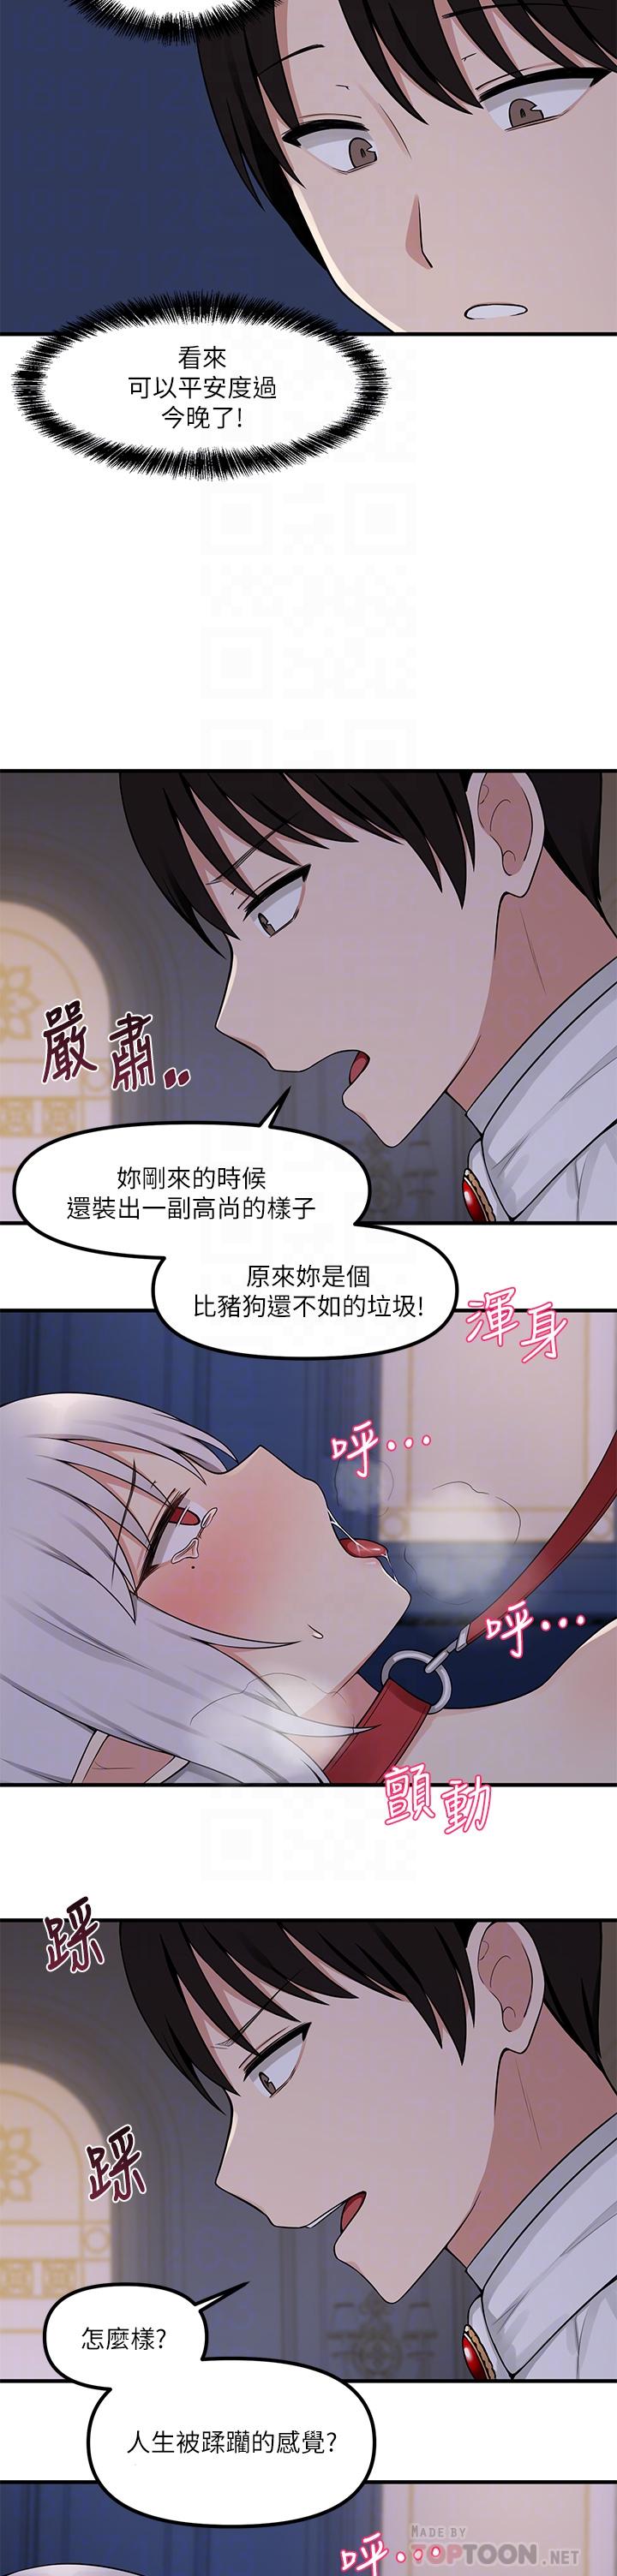 看來
可以平安度過
今晚了!
嚴肅..
妳剛來的時候
還裝出一副高尚的樣子
原來妳是個
比豬狗還不如的垃圾!
渾身
呼...
呼...
顫動
踩
踩
怎麼樣?
人生被蹂躪的感覺?
呼...
MADE BY
TOPTOON.NET